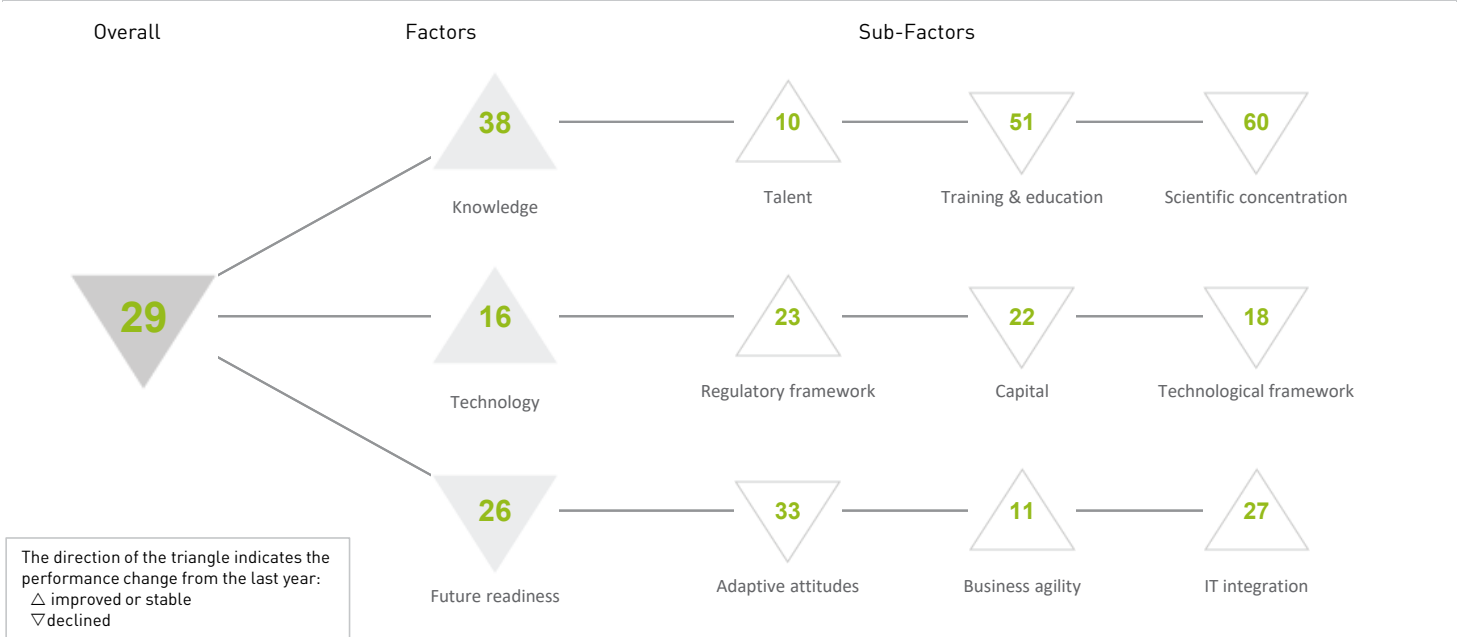 Overall
Factors
Sub-Factors
38
10
51
60
Knowledge
Talent
Training & education
Scientific concentration
29
16
23
22
18
Technology
Regulatory framework
Capital
Technological framework
26
33
11
27
Future readiness
Adaptive attitudes
Business agility
IT integration
The direction of the triangle indicates the
performance change from the last year:
△ improved or stable
▽ declined